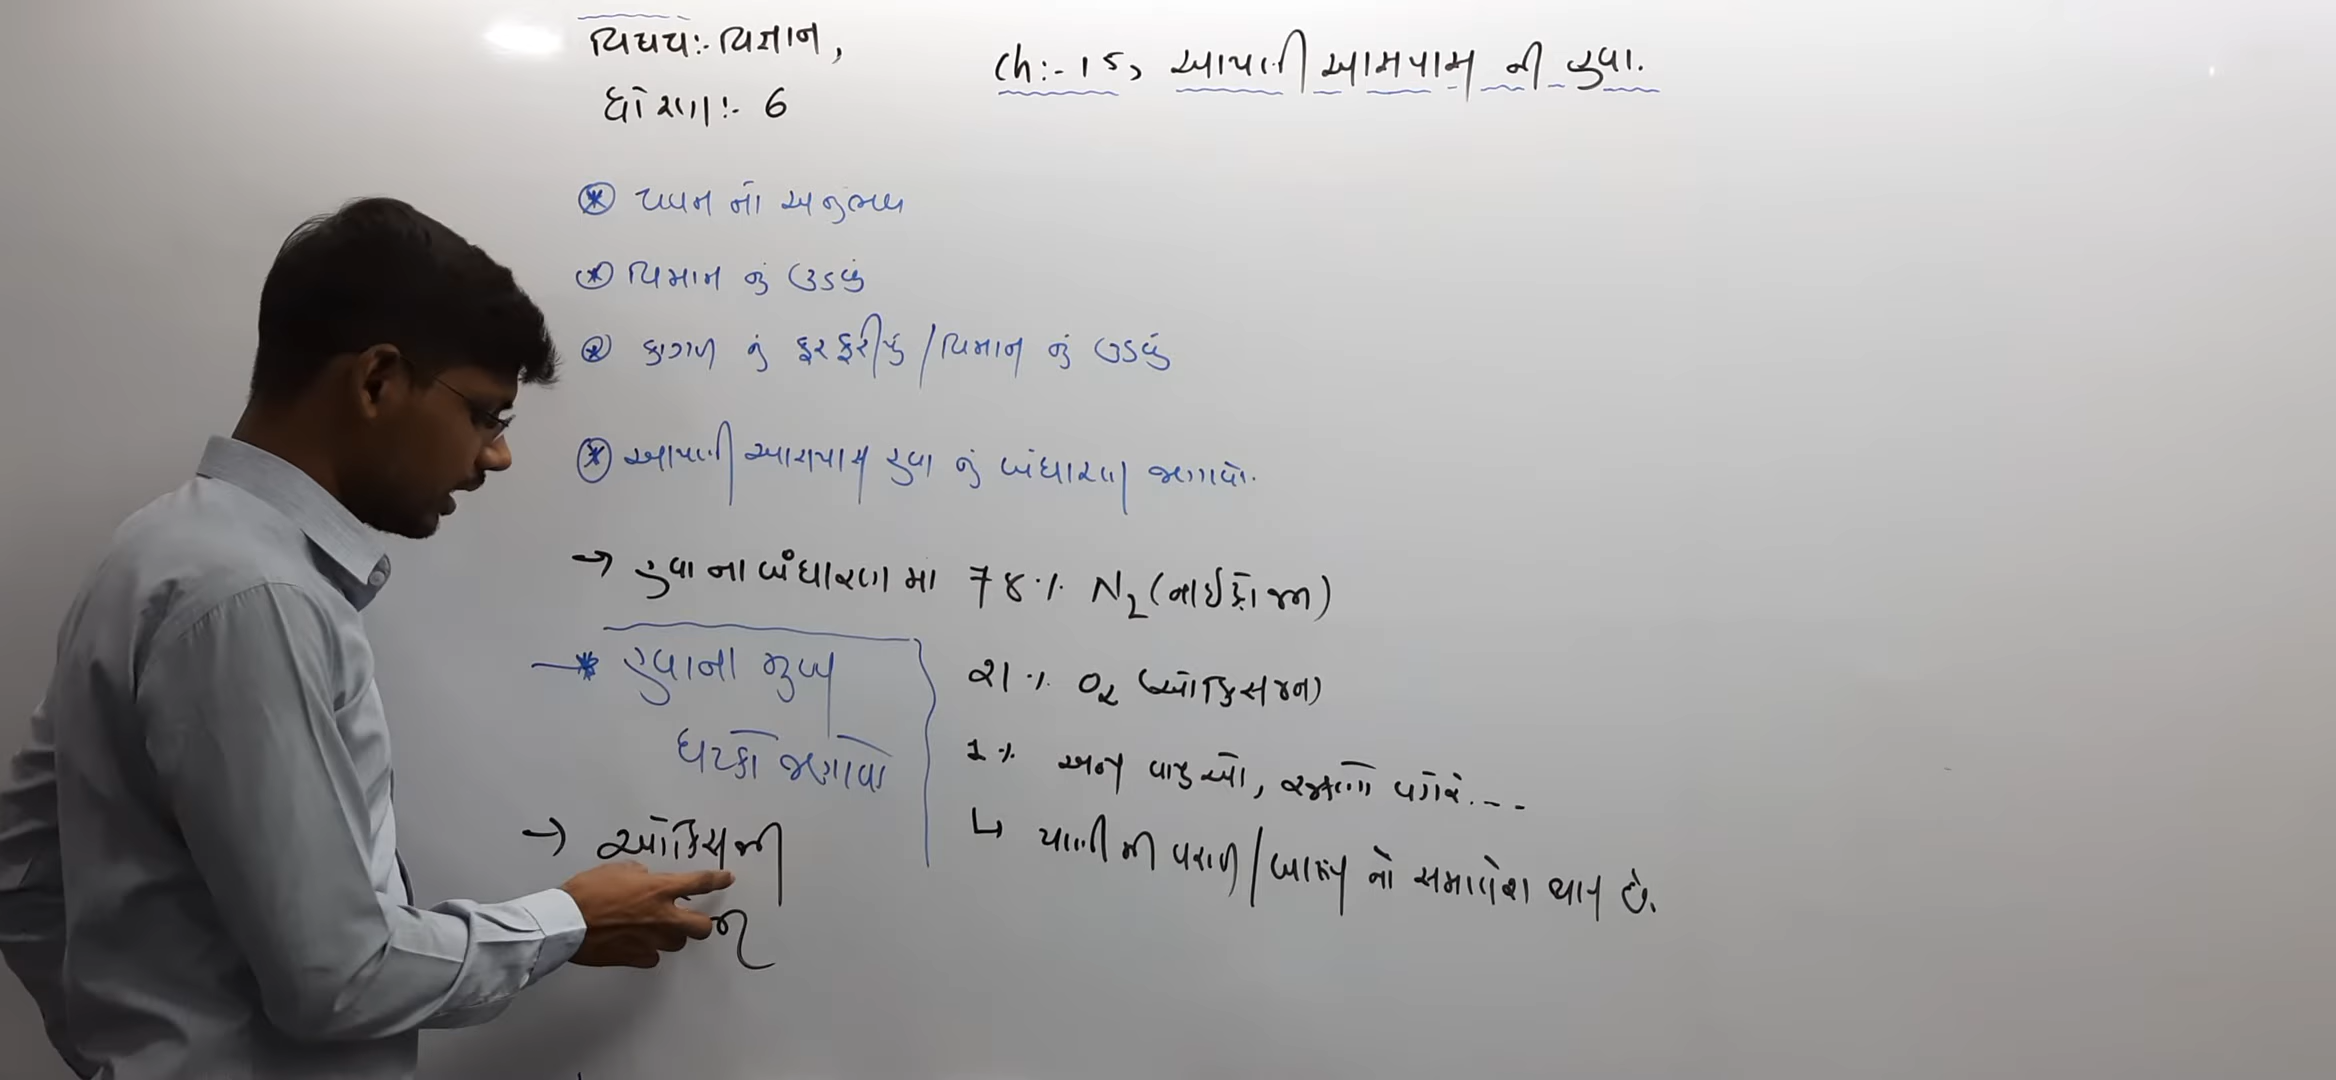 વિષય:- વિજ્ઞાન,
ધોરણ:- 6
Ch:- 15, આપણી આસપાસ ની હવા.
પવન નો અનુભવ
વિમાન નું ઉડવું
કાગળ નું ફરફરીવું / વિમાન નું ઉડવું
આપણી આસપાસ હવા નું બંધારણ જણાવો.
→ હવા ના બંધારણ મા 78% N2 (નાઈટ્રોજન)
21% O2 (ઓક્સિજન)
1% અન્ય વાયુઓ, રજકણો વગેરે...
↳ પાણી ની વરાળ / બાષ્પ નો સમાવેશ થાય છે.
→* હવાના મુખ્ય
ઘટકો જણાવો
→ ઓક્સિજન